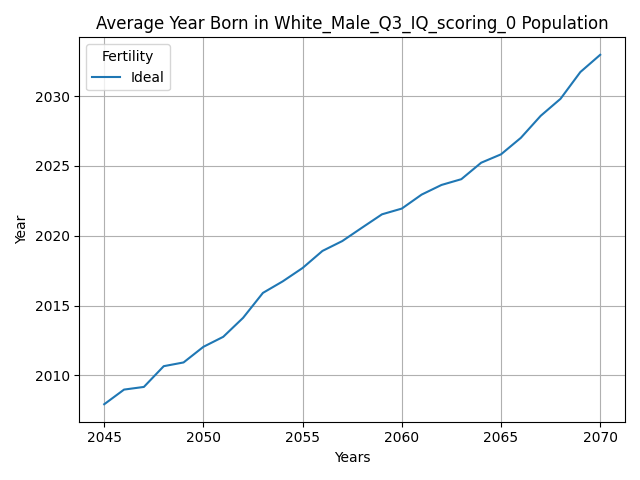 Average Year Born in White_Male_Q3_IQ_scoring_0 Population
Fertility
Ideal
Year
2030
2025
2020
2015
2010
2045 2050 2055 2060 2065 2070
Years